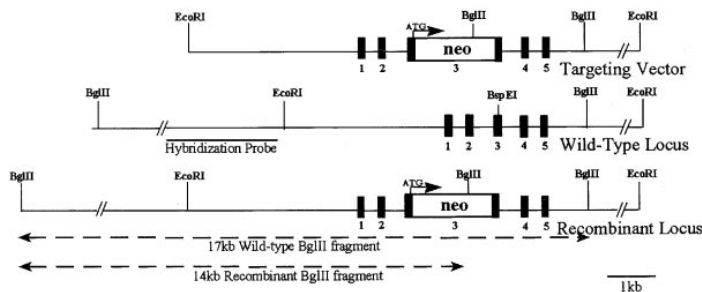 EcoRI ATG BglII BglII EcoRI
neo
1 2 3 4 5 Targeting Vector
BglII EcoRI BspEI BglII EcoRI
Hybridization Probe 1 2 3 4 5 Wild-Type Locus
BglII EcoRI ATG BglII BglII EcoRI
neo
1 2 3 4 5 Recombinant Locus
17kb Wild-type BglII fragment
14kb Recombinant BglII fragment
1kb